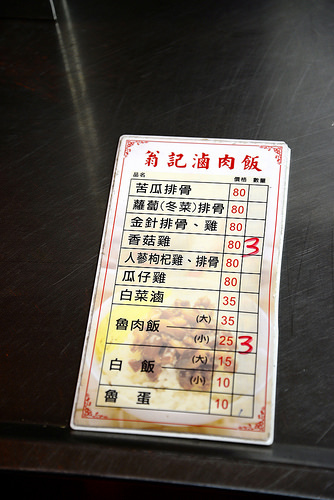 翁記滷肉飯
品名 價格 數量
苦瓜排骨 80
蘿蔔(冬菜)排骨 80
金針排骨、雞 80
香菇雞 80 3
人蔘枸杞雞、排骨 80
瓜仔雞 80
白菜滷 35
魯肉飯 (大) 35
(小) 25 3
白飯 (大) 15
(小) 10
魯蛋 10